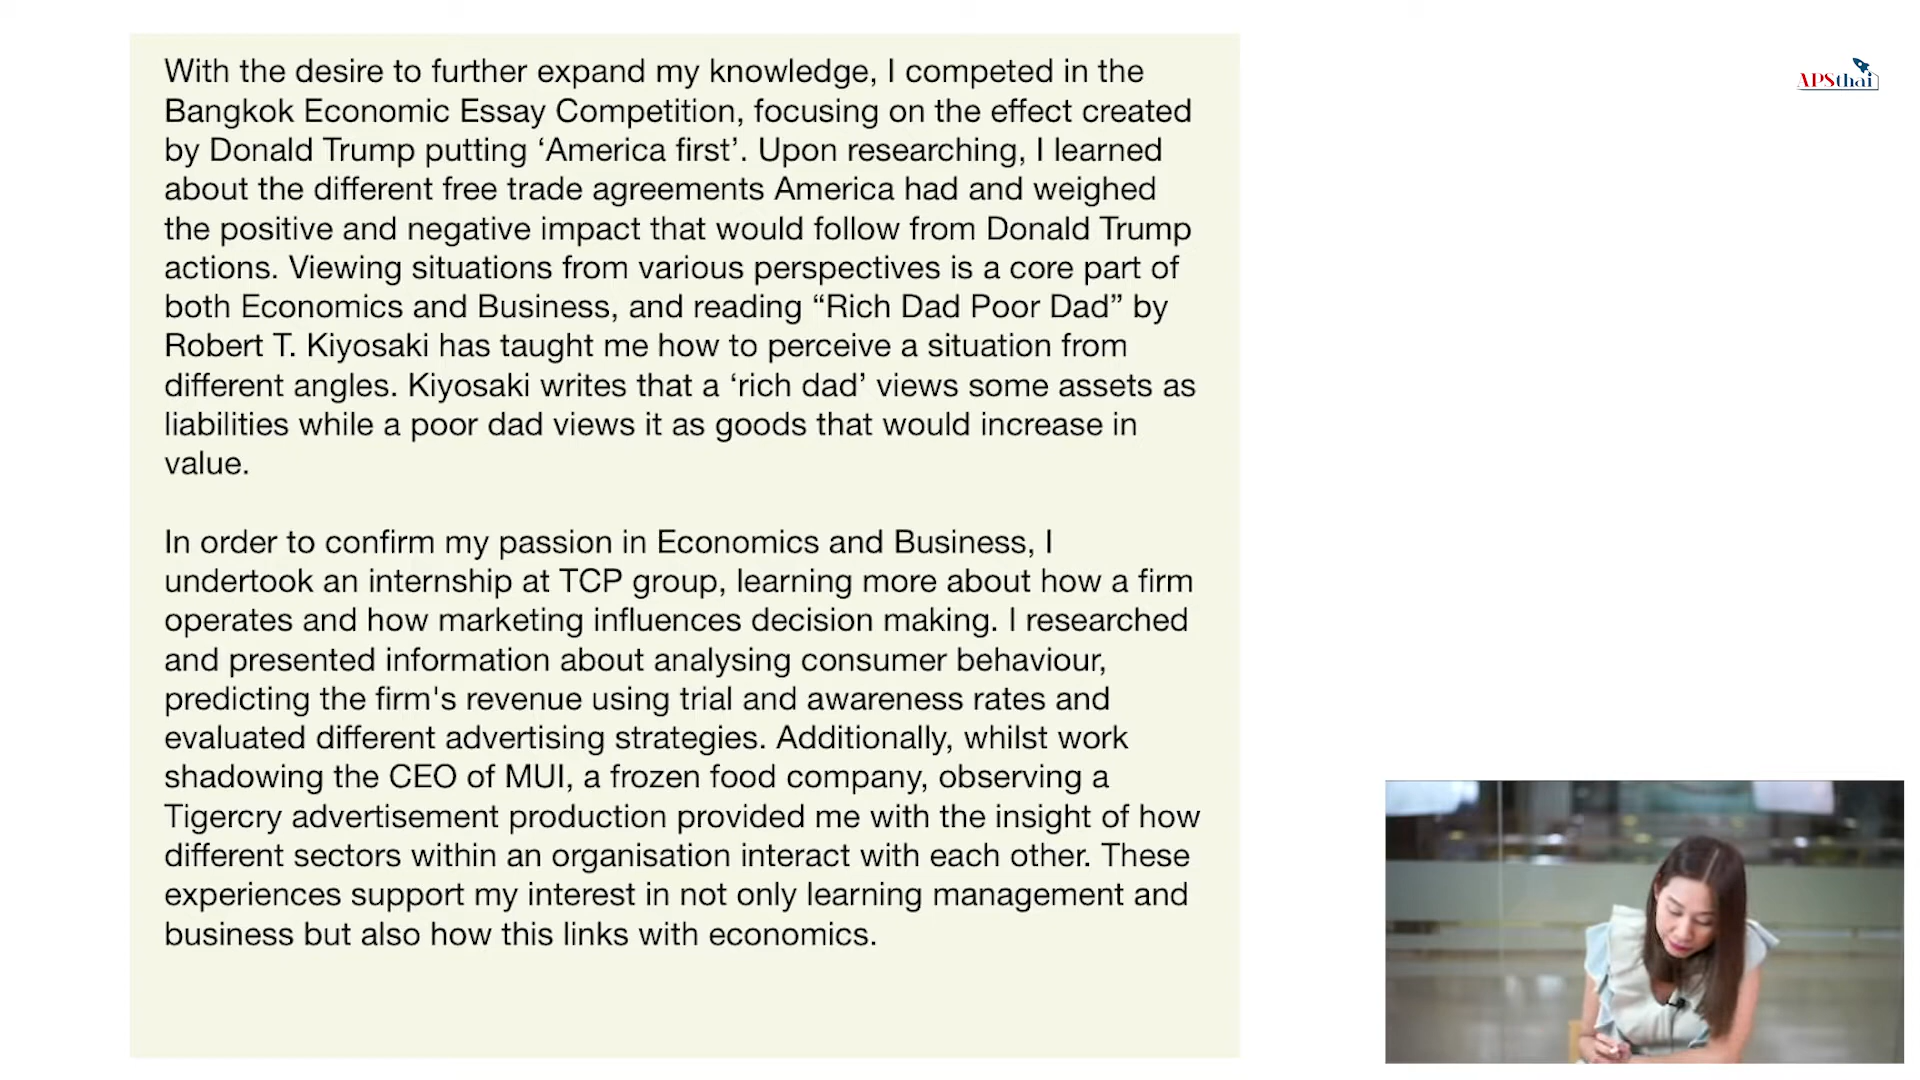 With the desire to further expand my knowledge, I competed in the
Bangkok Economic Essay Competition, focusing on the effect created
by Donald Trump putting ‘America first’. Upon researching, I learned
about the different free trade agreements America had and weighed
the positive and negative impact that would follow from Donald Trump
actions. Viewing situations from various perspectives is a core part of
both Economics and Business, and reading “Rich Dad Poor Dad” by
Robert T. Kiyosaki has taught me how to perceive a situation from
different angles. Kiyosaki writes that a ‘rich dad’ views some assets as
liabilities while a poor dad views it as goods that would increase in
value.
In order to confirm my passion in Economics and Business, I
undertook an internship at TCP group, learning more about how a firm
operates and how marketing influences decision making. I researched
and presented information about analysing consumer behaviour,
predicting the firm's revenue using trial and awareness rates and
evaluated different advertising strategies. Additionally, whilst work
shadowing the CEO of MUI, a frozen food company, observing a
Tigercry advertisement production provided me with the insight of how
different sectors within an organisation interact with each other. These
experiences support my interest in not only learning management and
business but also how this links with economics.
APSthai